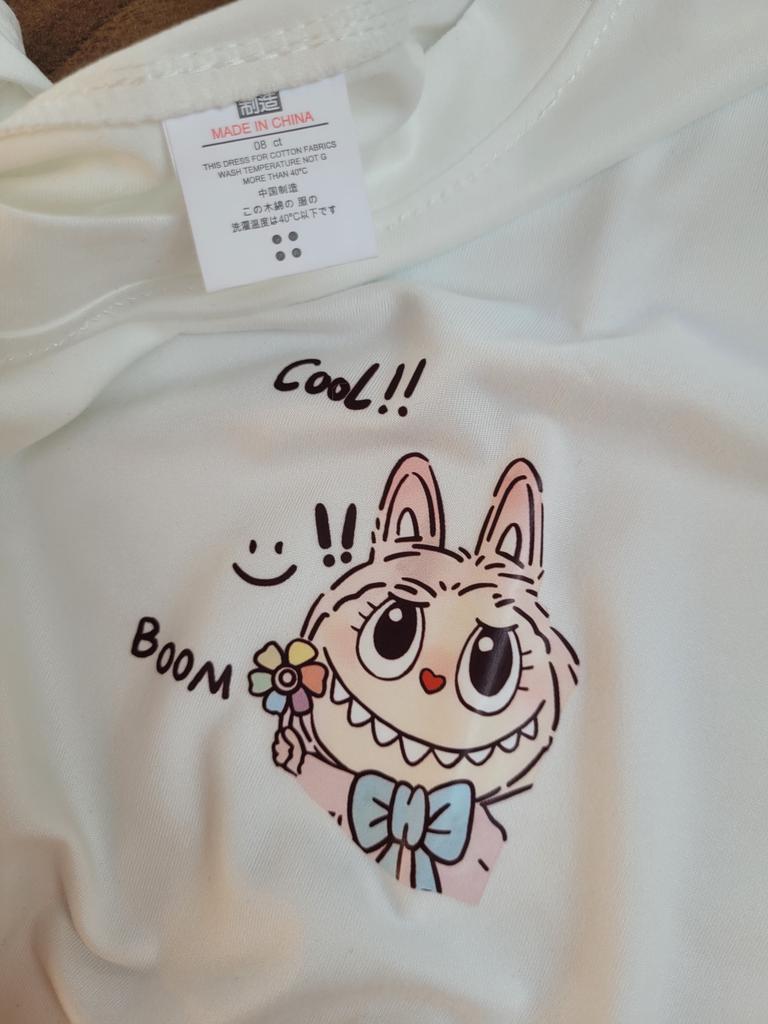 制造
MADE IN CHINA
08 ct
THIS DRESS FOR COTTON FABRICS
WASH TEMPERATURE NOT G
MORE THAN 40°C
中国制造
この木綿の 服の
洗濯温度は40°C以下です
COOL!!
!!
BOOM